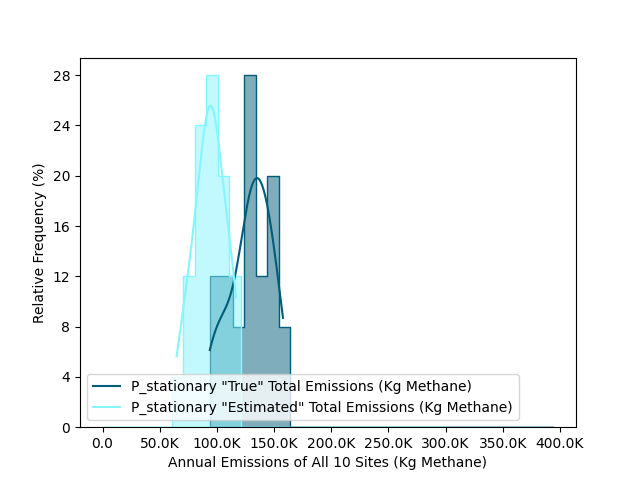 28
24
20
16
12
8
4
0
Relative Frequency (%)
P_stationary "True" Total Emissions (Kg Methane)
P_stationary "Estimated" Total Emissions (Kg Methane)
0.0 50.0K 100.0K 150.0K 200.0K 250.0K 300.0K 350.0K 400.0K
Annual Emissions of All 10 Sites (Kg Methane)